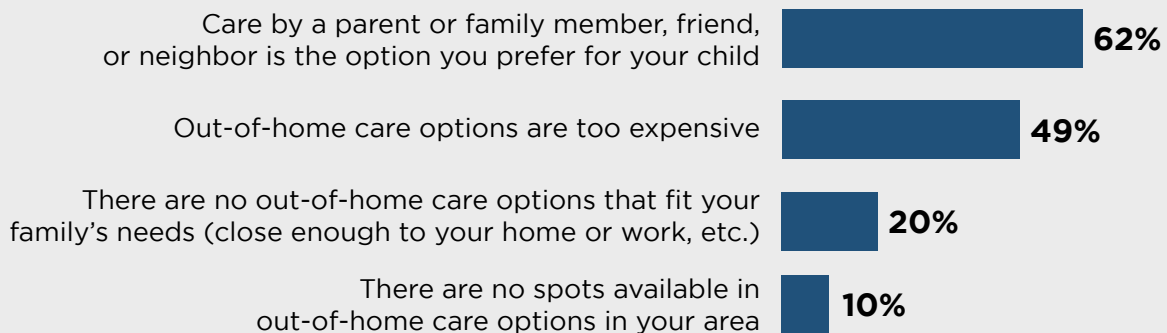 Care by a parent or family member, friend,
or neighbor is the option you prefer for your child
62%
Out-of-home care options are too expensive
49%
There are no out-of-home care options that fit your
family’s needs (close enough to your home or work, etc.)
20%
There are no spots available in
out-of-home care options in your area
10%